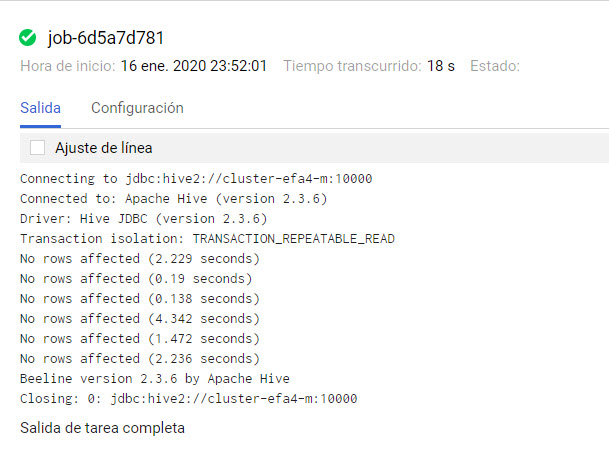 job-6d5a7d781
Hora de inicio: 16 ene. 2020 23:52:01 Tiempo transcurrido: 18 s Estado:
Salida Configuración
Ajuste de línea
Connecting to jdbc:hive2://cluster-efa4-m:10000
Connected to: Apache Hive (version 2.3.6)
Driver: Hive JDBC (version 2.3.6)
Transaction isolation: TRANSACTION_REPEATABLE_READ
No rows affected (2.229 seconds)
No rows affected (0.19 seconds)
No rows affected (0.138 seconds)
No rows affected (4.342 seconds)
No rows affected (1.472 seconds)
No rows affected (2.236 seconds)
Beeline version 2.3.6 by Apache Hive
Closing: 0: jdbc:hive2://cluster-efa4-m:10000
Salida de tarea completa